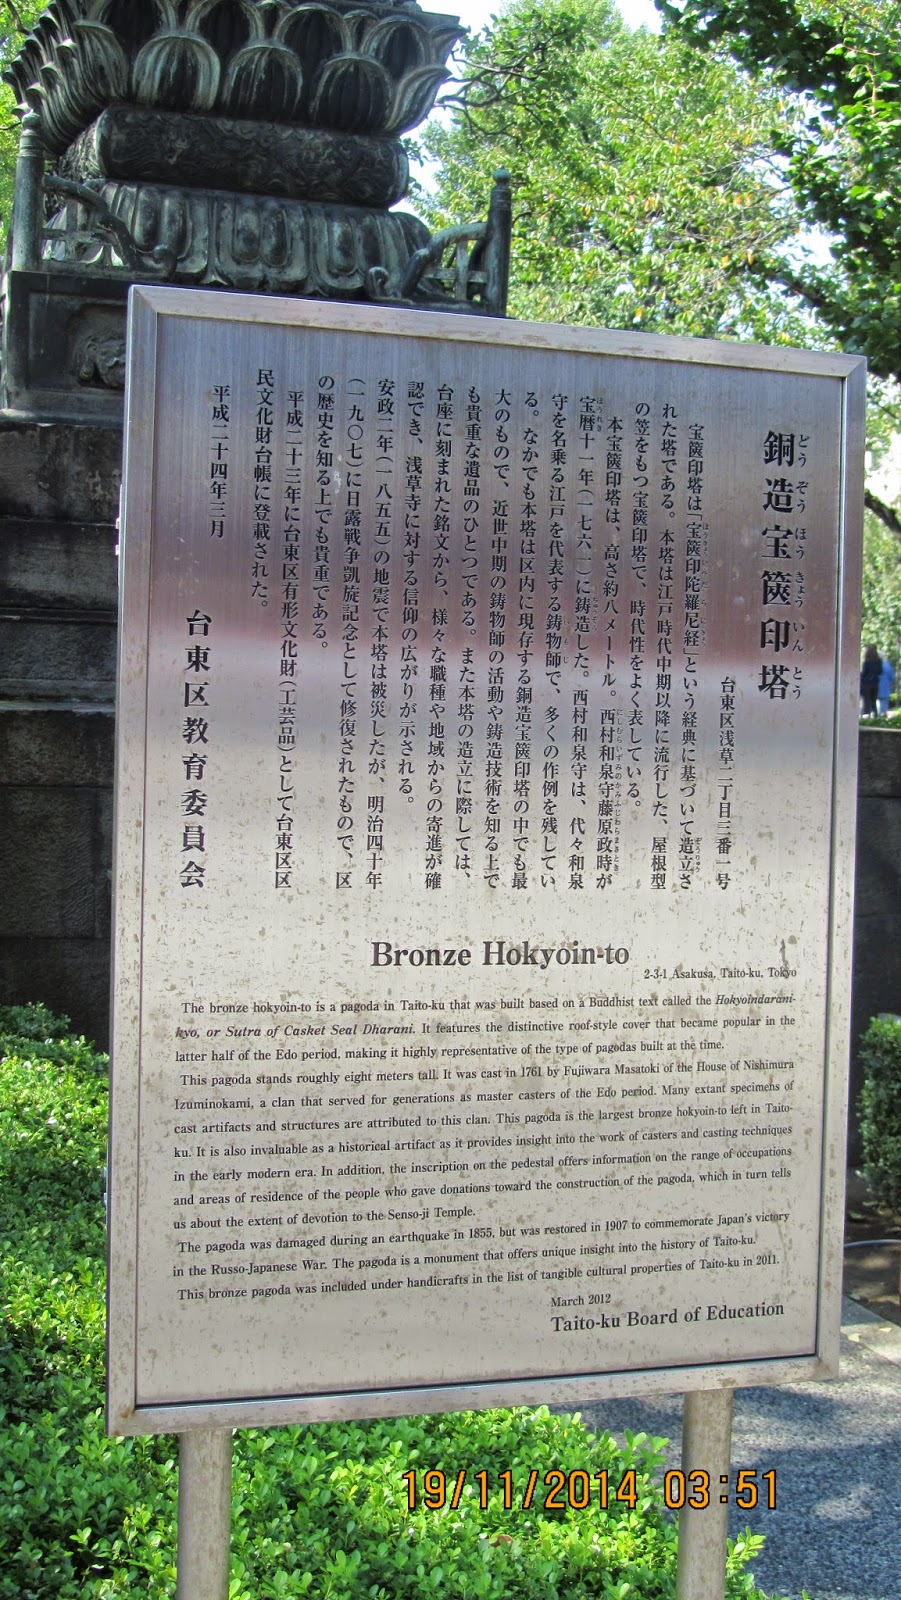 銅造宝篋印塔
どうぞうほうきょういんとう
台東区浅草二丁目三番一号
宝篋印塔は「宝篋印陀羅尼経」という経典に基づいて造立さ
れた塔である。本塔は江戸時代中期以降に流行した、屋根型
の笠をもつ宝篋印塔で、時代性をよく表している。
本宝篋印塔は、高さ約八メートル。西村和泉守藤原政時が
宝暦十一年(一七六一)に鋳造した。西村和泉守は、代々和泉
守を名乗る江戸を代表する鋳物師で、多くの作例を残してい
る。なかでも本塔は区内に現存する銅造宝篋印塔の中でも最
大のもので、近世中期の鋳物師の活動や鋳造技術を知る上で
も貴重な遺品のひとつである。また本塔の造立に際しては、
台座に刻まれた銘文から、様々な職種や地域からの寄進が確
認でき、浅草寺に対する信仰の広がりが示される。
安政二年(一八五五)の地震で本塔は被災したが、明治四十年
(一九〇七)に日露戦争凱旋記念として修復されたもので、区
の歴史を知る上でも貴重である。
平成二十三年に台東区有形文化財(工芸品)として台東区区
民文化財台帳に登載された。
平成二十四年三月
台東区教育委員会
Bronze Hokyoin-to
2-3-1 Asakusa, Taito-ku, Tokyo
The bronze hokyoin-to is a pagoda in Taito-ku that was built based on a Buddhist text called the Hokyoindarani-
kyo, or Sutra of Casket Seal Dharani. It features the distinctive roof-style cover that became popular in the
latter half of the Edo period, making it highly representative of the type of pagodas built at the time.
This pagoda stands roughly eight meters tall. It was cast in 1761 by Fujiwara Masatoki of the House of Nishimura
Izuminokami, a clan that served for generations as master casters of the Edo period. Many extant specimens of
cast artifacts and structures are attributed to this clan. This pagoda is the largest bronze hokyoin-to left in Taito-
ku. It is also invaluable as a historical artifact as it provides insight into the work of casters and casting techniques
in the early modern era. In addition, the inscription on the pedestal offers information on the range of occupations
and areas of residence of the people who gave donations toward the construction of the pagoda, which in turn tells
us about the extent of devotion to the Senso-ji Temple.
The pagoda was damaged during an earthquake in 1855, but was restored in 1907 to commemorate Japan's victory
in the Russo-Japanese War. The pagoda is a monument that offers unique insight into the history of Taito-ku.
This bronze pagoda was included under handicrafts in the list of tangible cultural properties of Taito-ku in 2011.
March 2012
Taito-ku Board of Education
19/11/2014 03:51